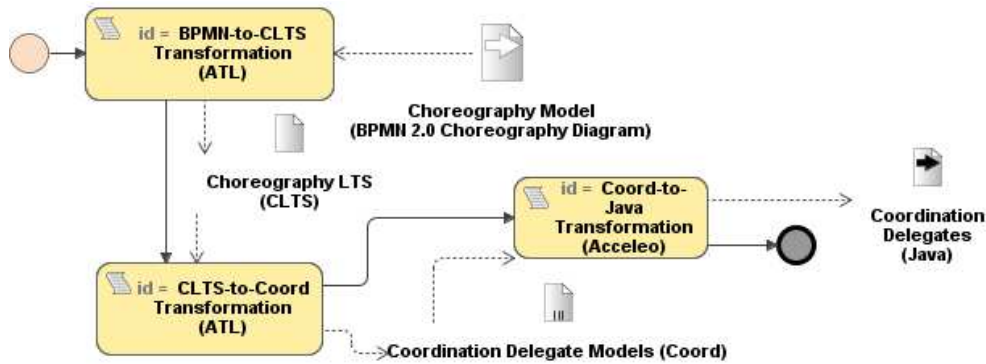 id = BPMN-to-CLTS
Transformation
(ATL)
Choreography Model
(BPMN 2.0 Choreography Diagram)
Choreography LTS
(CLTS)
id = Coord-to-
Java
Transformation
(Acceleo)
Coordination
Delegates
(Java)
id = CLTS-to-Coord
Transformation
(ATL)
Coordination Delegate Models (Coord)